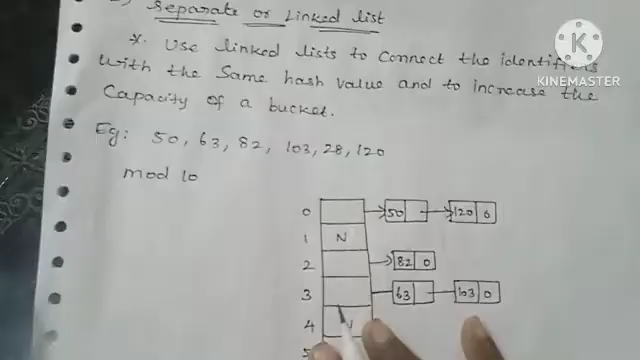 Separate or Linked list
* Use linked lists to connect the identifiers
with the same hash value and to increase the
Capacity of a bucket.
Eg: 50, 63, 82, 103, 28, 120
mod 10
0 50 120 0
1 N
2 82 0
3 63 103 0
4
5
K
KINEMASTER